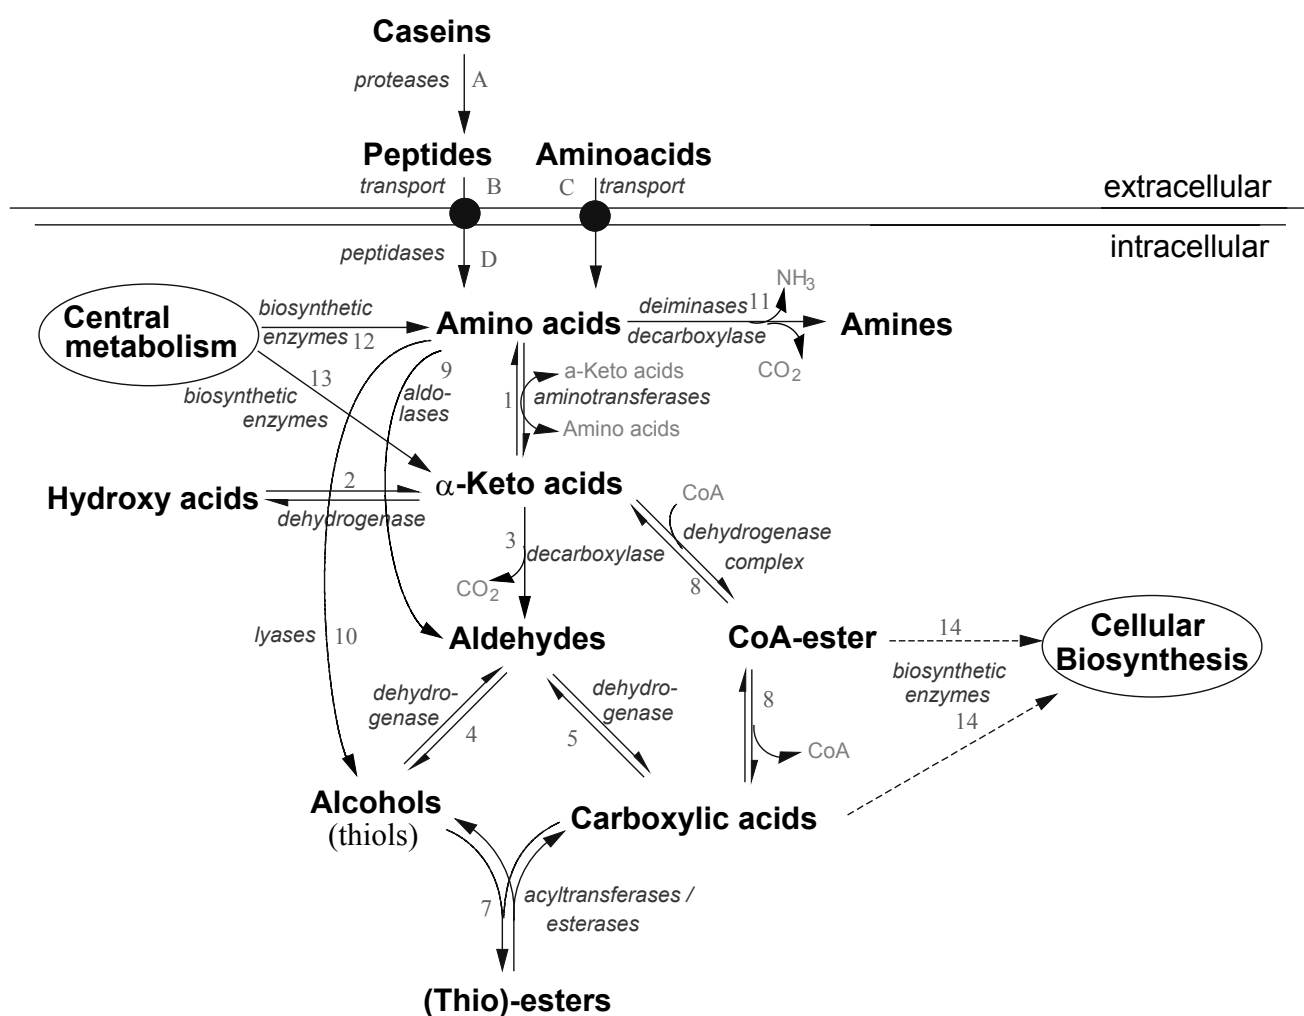 Caseins
proteases A
Peptides Aminoacids
transport B C transport
extracellular
intracellular
peptidases D
NH3
biosynthetic
enzymes 12
Central
metabolism
Amino acids
deiminases 11
decarboxylase
Amines
CO2
13
biosynthetic
enzymes
9
aldo-
lases
1
a-Keto acids
aminotransferases
Amino acids
Hydroxy acids
2
dehydrogenase
α-Keto acids
CoA
dehydrogenase
complex
8
3
decarboxylase
CO2
lyases 10
Aldehydes
CoA-ester
14
biosynthetic
enzymes
14
Cellular
Biosynthesis
dehydro-
genase
4
dehydro-
genase
5
8
CoA
Alcohols
(thiols)
Carboxylic acids
7
acyltransferases /
esterases
(Thio)-esters